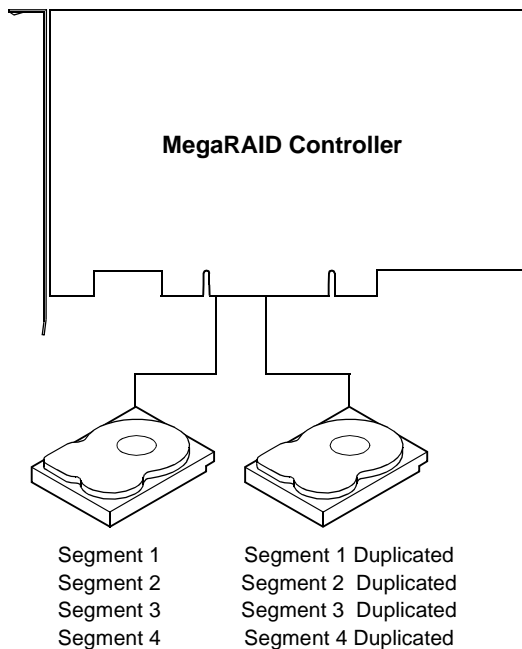 MegaRAID Controller
Segment 1
Segment 2
Segment 3
Segment 4
Segment 1 Duplicated
Segment 2 Duplicated
Segment 3 Duplicated
Segment 4 Duplicated